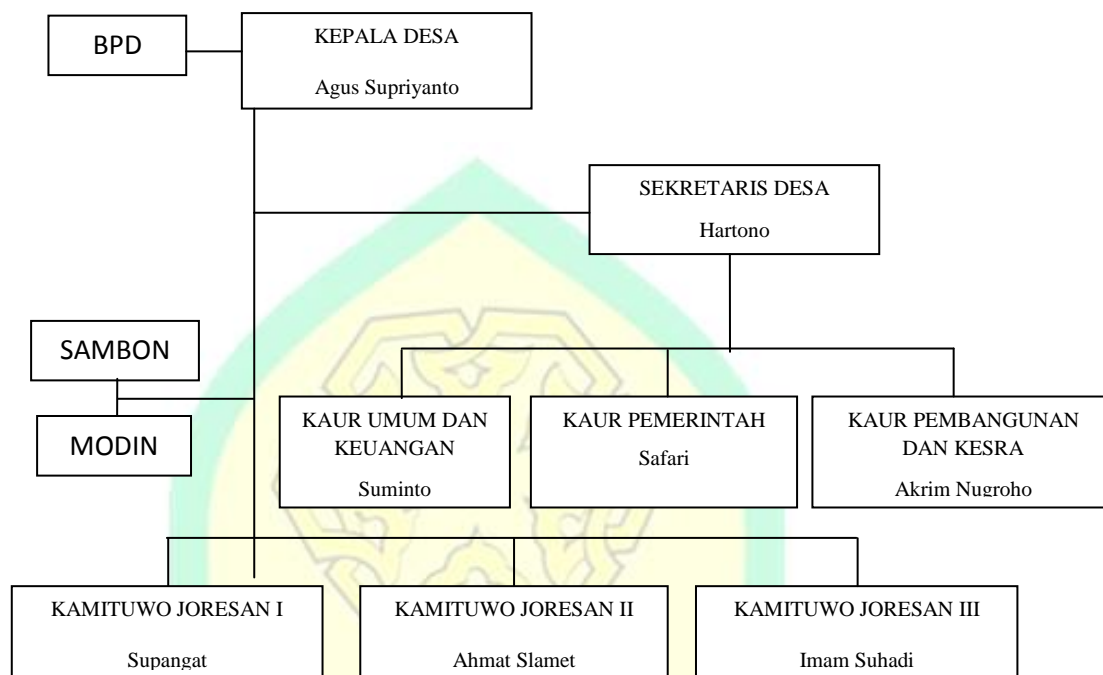 BPD
KEPALA DESA
Agus Supriyanto
SEKRETARIS DESA
Hartono
SAMBON
MODIN
KAUR UMUM DAN
KEUANGAN
Suminto
KAUR PEMERINTAH
Safari
KAUR PEMBANGUNAN
DAN KESRA
Akrim Nugroho
KAMITUWO JORESAN I
Supangat
KAMITUWO JORESAN II
Ahmat Slamet
KAMITUWO JORESAN III
Imam Suhadi